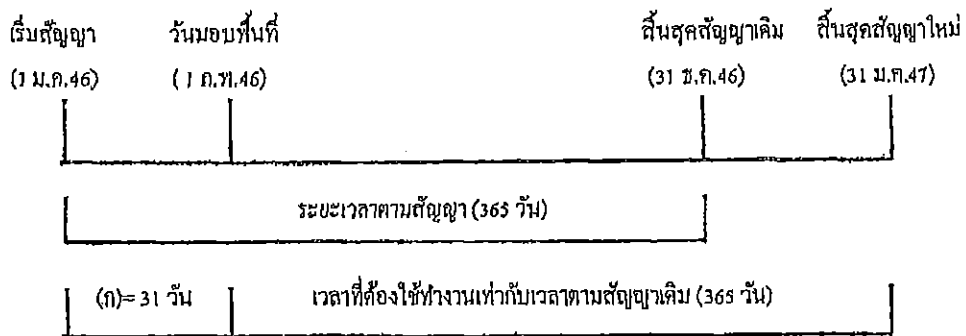 เริ่มสัญญา วันมอบพื้นที่ สิ้นสุดสัญญาเดิม สิ้นสุดสัญญาใหม่
(1 ม.ค.46) (1 ก.พ.46) (31 ธ.ค.46) (31 ม.ค.47)
ระยะเวลาตามสัญญา (365 วัน)
(ก)= 31 วัน เวลาที่ต้องใช้ทำงานเท่ากับเวลาตามสัญญาเดิม (365 วัน)